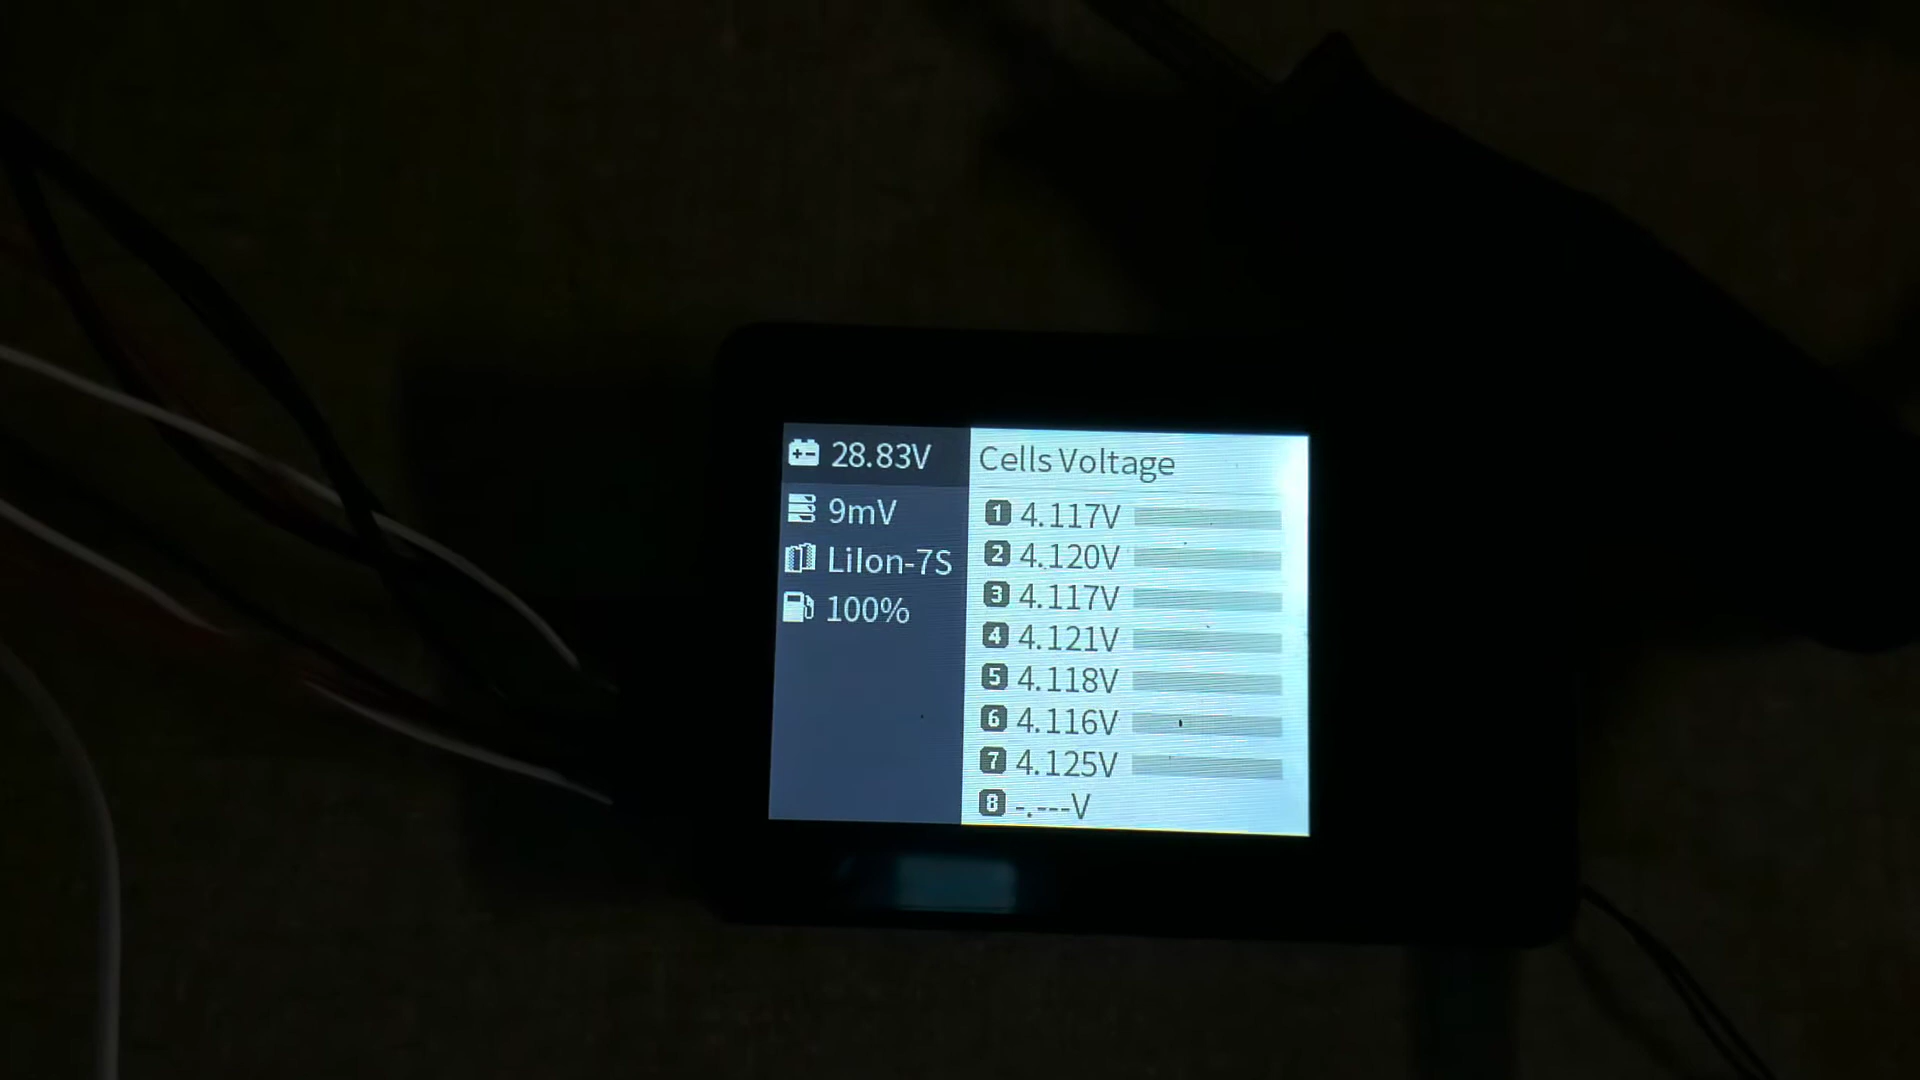 28.83V
9mV
LiIon-7S
100%
Cells Voltage
1 4.117V
2 4.120V
3 4.117V
4 4.121V
5 4.118V
6 4.116V
7 4.125V
8 -.---V